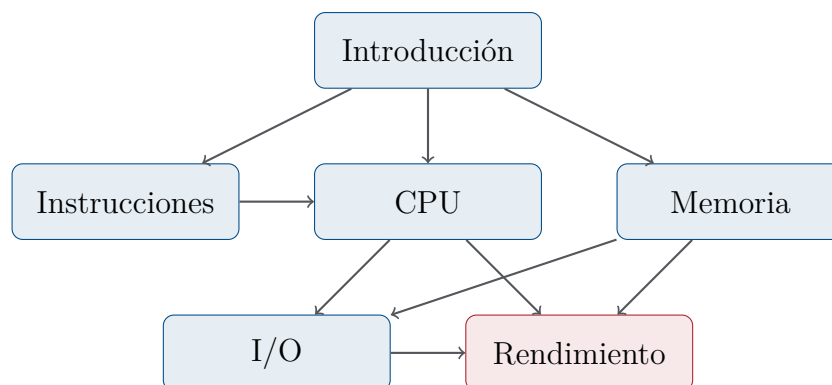 Introducción
Instrucciones
CPU
Memoria
I/O
Rendimiento